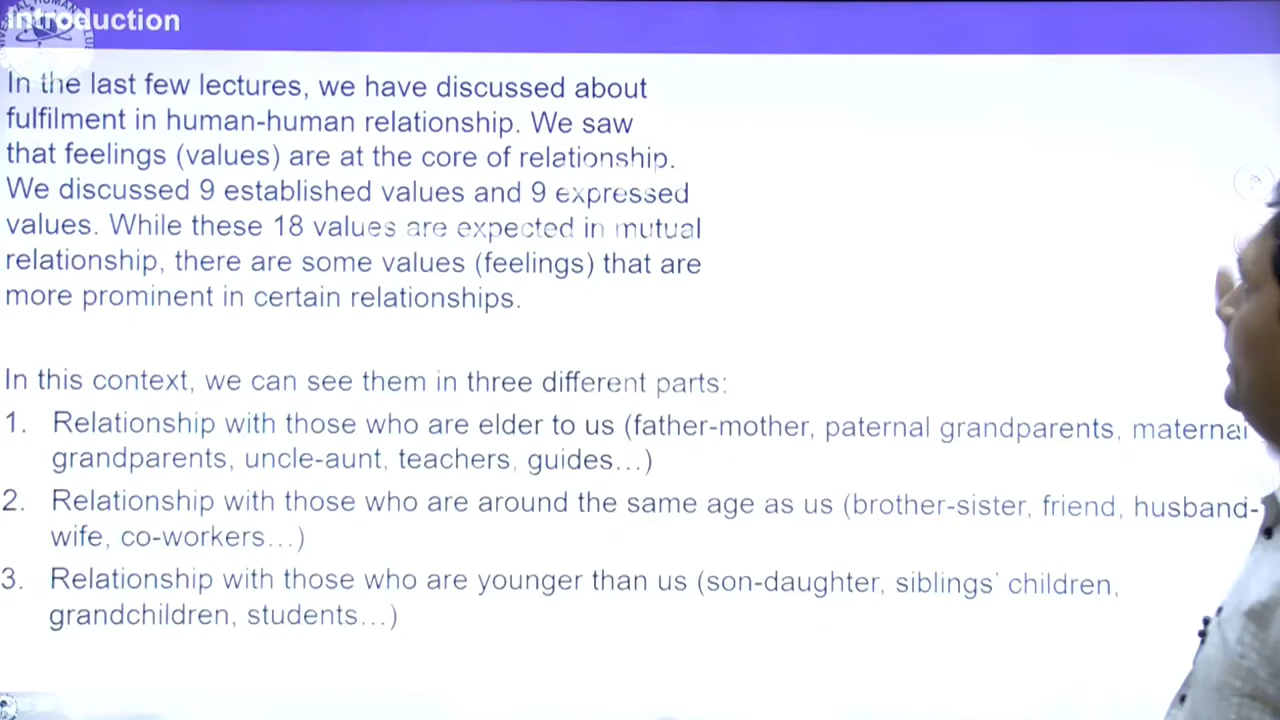 Introduction
In the last few lectures, we have discussed about
fulfilment in human-human relationship. We saw
that feelings (values) are at the core of relationship.
We discussed 9 established values and 9 expressed
values. While these 18 values are expected in mutual
relationship, there are some values (feelings) that are
more prominent in certain relationships.
In this context, we can see them in three different parts:
1. Relationship with those who are elder to us (father-mother, paternal grandparents, maternal
grandparents, uncle-aunt, teachers, guides...)
2. Relationship with those who are around the same age as us (brother-sister, friend, husband-
wife, co-workers...)
3. Relationship with those who are younger than us (son-daughter, siblings' children,
grandchildren, students...)